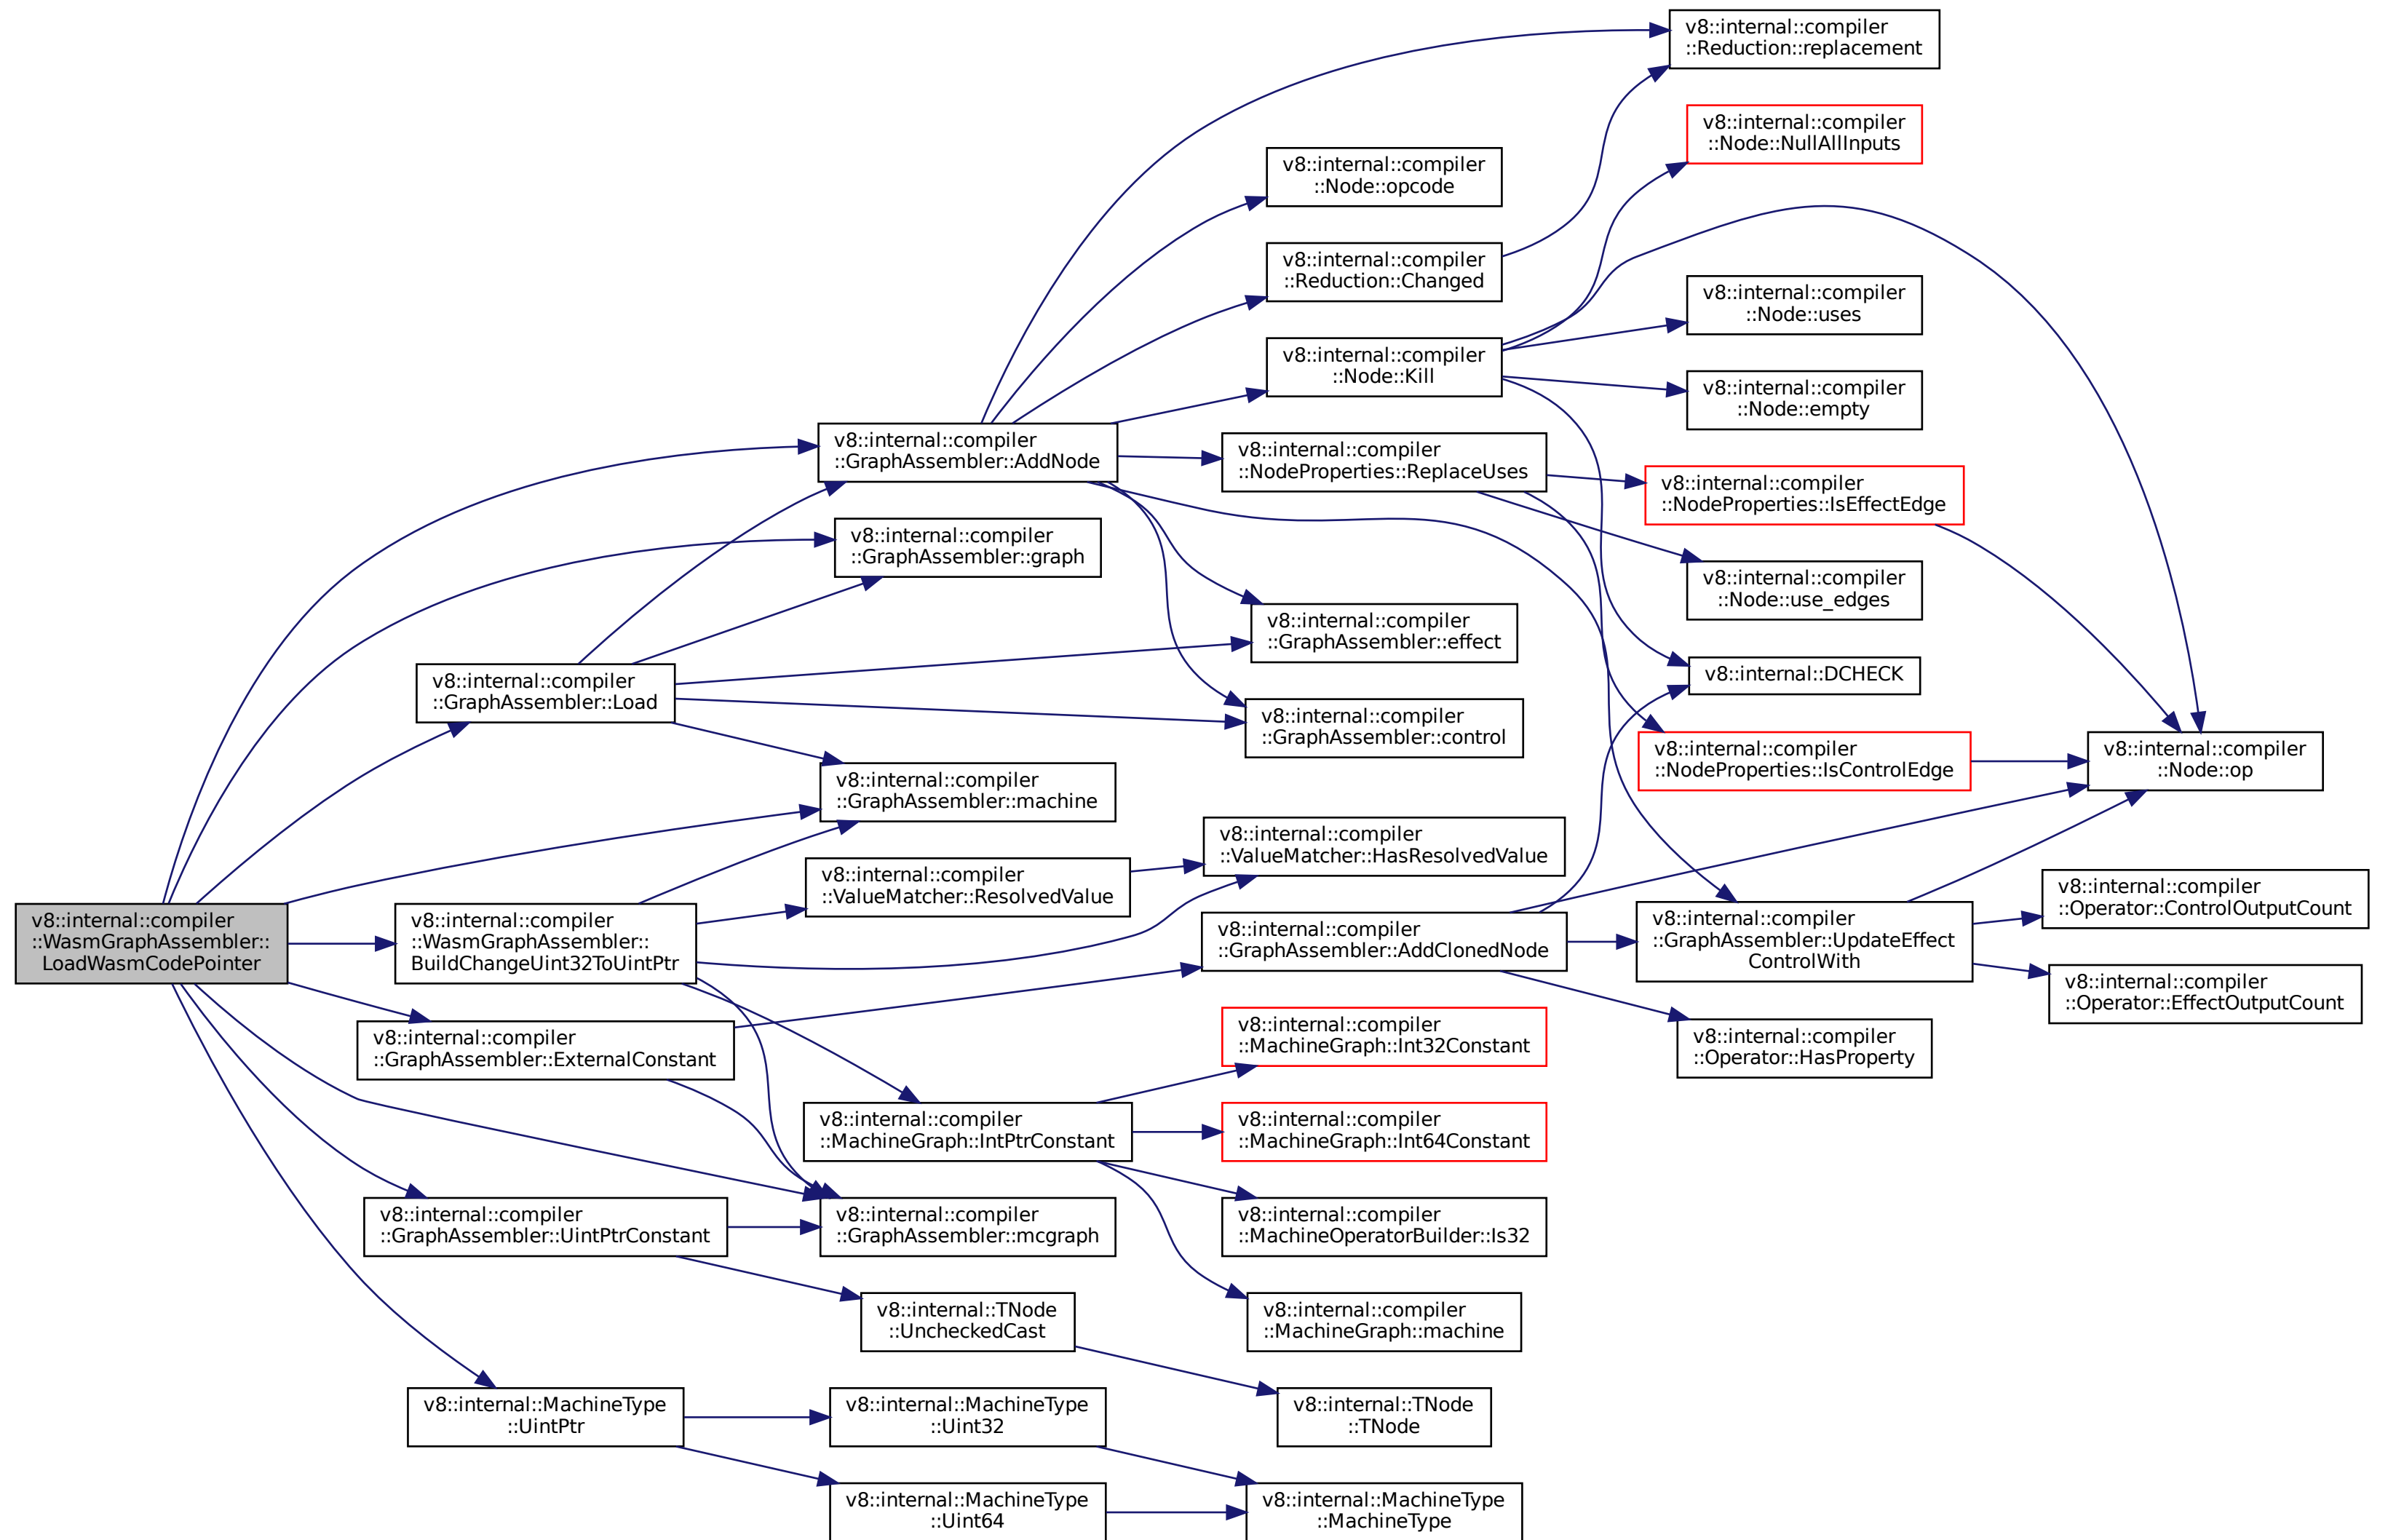 v8::internal::compiler
::Reduction::replacement
v8::internal::compiler
::Node::NullAllInputs
v8::internal::compiler
::Node::opcode
v8::internal::compiler
::Reduction::Changed
v8::internal::compiler
::Node::uses
v8::internal::compiler
::Node::Kill
v8::internal::compiler
::Node::empty
v8::internal::compiler
::GraphAssembler::AddNode
v8::internal::compiler
::NodeProperties::ReplaceUses
v8::internal::compiler
::NodeProperties::IsEffectEdge
v8::internal::compiler
::GraphAssembler::graph
v8::internal::compiler
::Node::use_edges
v8::internal::compiler
::GraphAssembler::effect
v8::internal::compiler
::GraphAssembler::Load
v8::internal::DCHECK
v8::internal::compiler
::GraphAssembler::control
v8::internal::compiler
::NodeProperties::IsControlEdge
v8::internal::compiler
::Node::op
v8::internal::compiler
::GraphAssembler::machine
v8::internal::compiler
::ValueMatcher::HasResolvedValue
v8::internal::compiler
::ValueMatcher::ResolvedValue
v8::internal::compiler
::Operator::ControlOutputCount
v8::internal::compiler
::WasmGraphAssembler::
LoadWasmCodePointer
v8::internal::compiler
::WasmGraphAssembler::
BuildChangeUint32ToUintPtr
v8::internal::compiler
::GraphAssembler::AddClonedNode
v8::internal::compiler
::GraphAssembler::UpdateEffect
ControlWith
v8::internal::compiler
::Operator::EffectOutputCount
v8::internal::compiler
::GraphAssembler::ExternalConstant
v8::internal::compiler
::MachineGraph::Int32Constant
v8::internal::compiler
::Operator::HasProperty
v8::internal::compiler
::MachineGraph::IntPtrConstant
v8::internal::compiler
::MachineGraph::Int64Constant
v8::internal::compiler
::GraphAssembler::UintPtrConstant
v8::internal::compiler
::GraphAssembler::mcgraph
v8::internal::compiler
::MachineOperatorBuilder::Is32
v8::internal::TNode
::UncheckedCast
v8::internal::compiler
::MachineGraph::machine
v8::internal::MachineType
::UintPtr
v8::internal::MachineType
::Uint32
v8::internal::TNode
::TNode
v8::internal::MachineType
::Uint64
v8::internal::MachineType
::MachineType